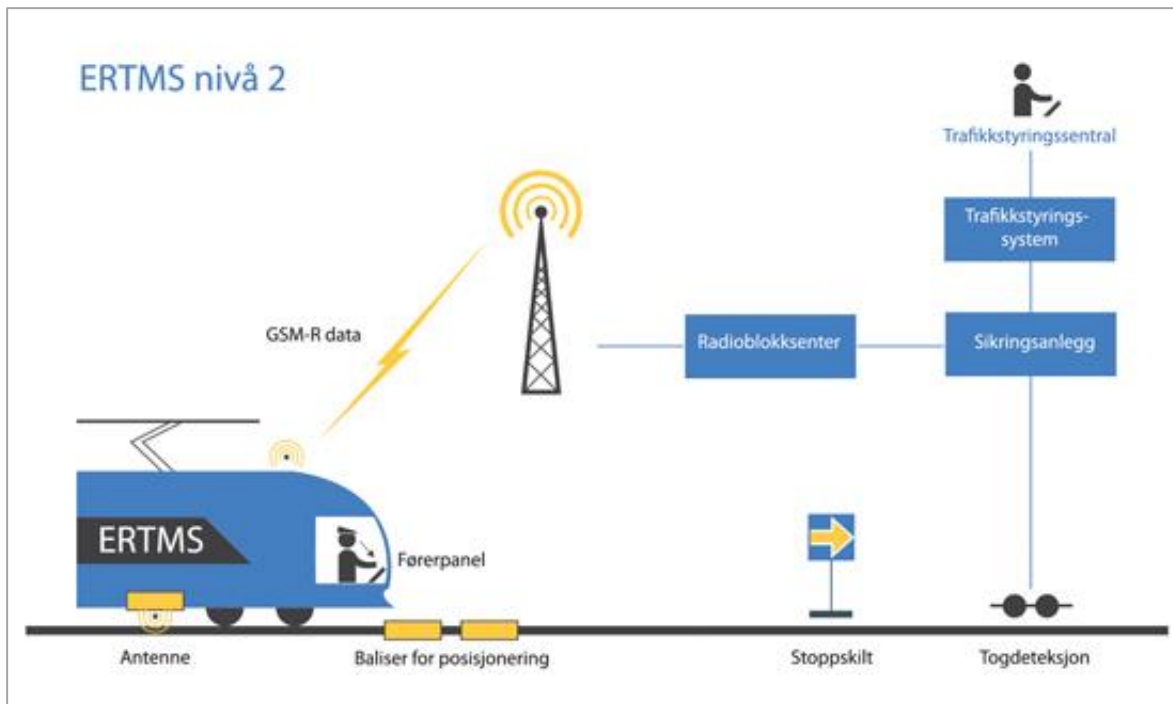 ERTMS nivå 2
Trafikkstyringssentral
Trafikkstyrings-
system
GSM-R data
Radioblokksenter
Sikringsanlegg
ERTMS
Førerpanel
Antenne
Baliser for posisjonering
Stoppskilt
Togdeteksjon